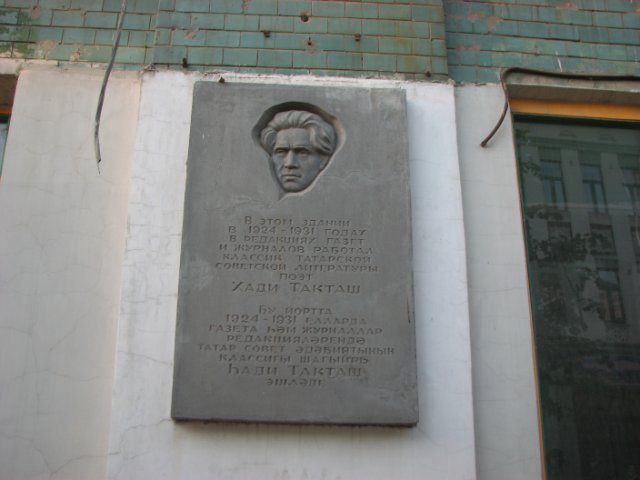 В ЭТОМ ЗДАНИИ
В 1924-1931 ГОДАХ
В РЕДАКЦИЯХ ГАЗЕТ
И ЖУРНАЛОВ РАБОТАЛ
КЛАССИК ТАТАРСКОЙ
СОВЕТСКОЙ ЛИТЕРАТУРЫ
ПОЭТ
ХАДИ ТАКТАШ
БУ ЙОРТТА
1924-1931 ЕЛЛАРДА
ГАЗЕТА ҺӘМ ЖУРНАЛЛАР
РЕДАКЦИЯЛӘРЕНДӘ
ТАТАР СОВЕТ ӘДӘБИЯТЫНЫҢ
КЛАССИГЫ ШАГЫЙРЬ
ҺАДИ ТАКТАШ
ЭШЛӘДЕ